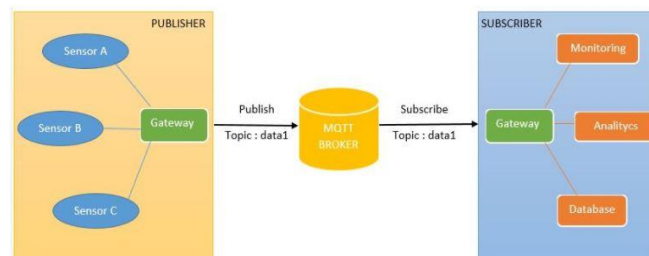 PUBLISHER
Sensor A
Sensor B
Sensor C
Gateway
Publish
Topic : data1
MQTT
BROKER
Subscribe
Topic : data1
SUBSCRIBER
Gateway
Monitoring
Analitycs
Database